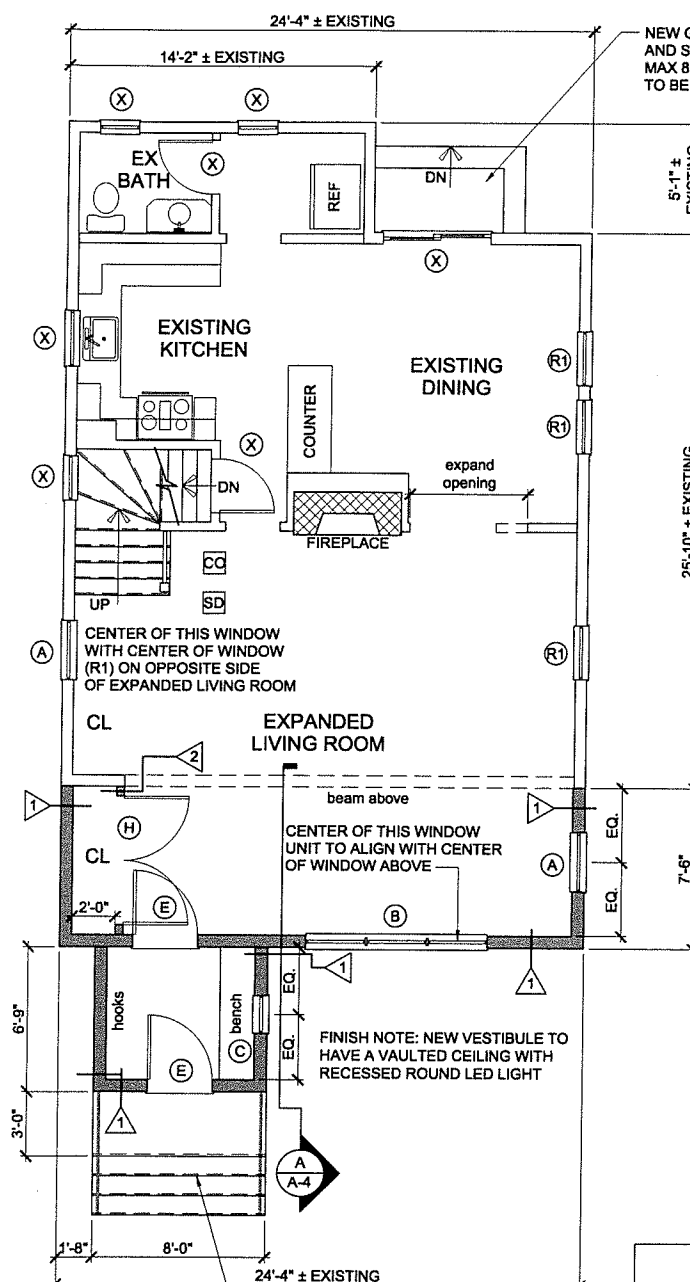 24'-4" ± EXISTING
14'-2" ± EXISTING
NEW
AND
MAX 8
TO BE
X
X
5'-1" ±
EXISTING
EX
BATH
X
REF
DN
X
X
EXISTING
KITCHEN
EXISTING
DINING
R1
R1
COUNTER
X
X
DN
expand
opening
25'-10" ± EXISTING
FIREPLACE
CO
SD
UP
A
CENTER OF THIS WINDOW
WITH CENTER OF WINDOW
(R1) ON OPPOSITE SIDE
OF EXPANDED LIVING ROOM
R1
CL
EXPANDED
LIVING ROOM
2
beam above
1
1
H
CENTER OF THIS WINDOW
UNIT TO ALIGN WITH CENTER
OF WINDOW ABOVE
EQ.
A
EQ.
7'-6"
CL
2'-0"
E
B
1
1
6'-9"
hooks
bench
EQ.
EQ.
C
E
FINISH NOTE: NEW VESTIBULE TO
HAVE A VAULTED CEILING WITH
RECESSED ROUND LED LIGHT
1
3'-0"
A
A-4
1'-8"
8'-0"
24'-4" ± EXISTING